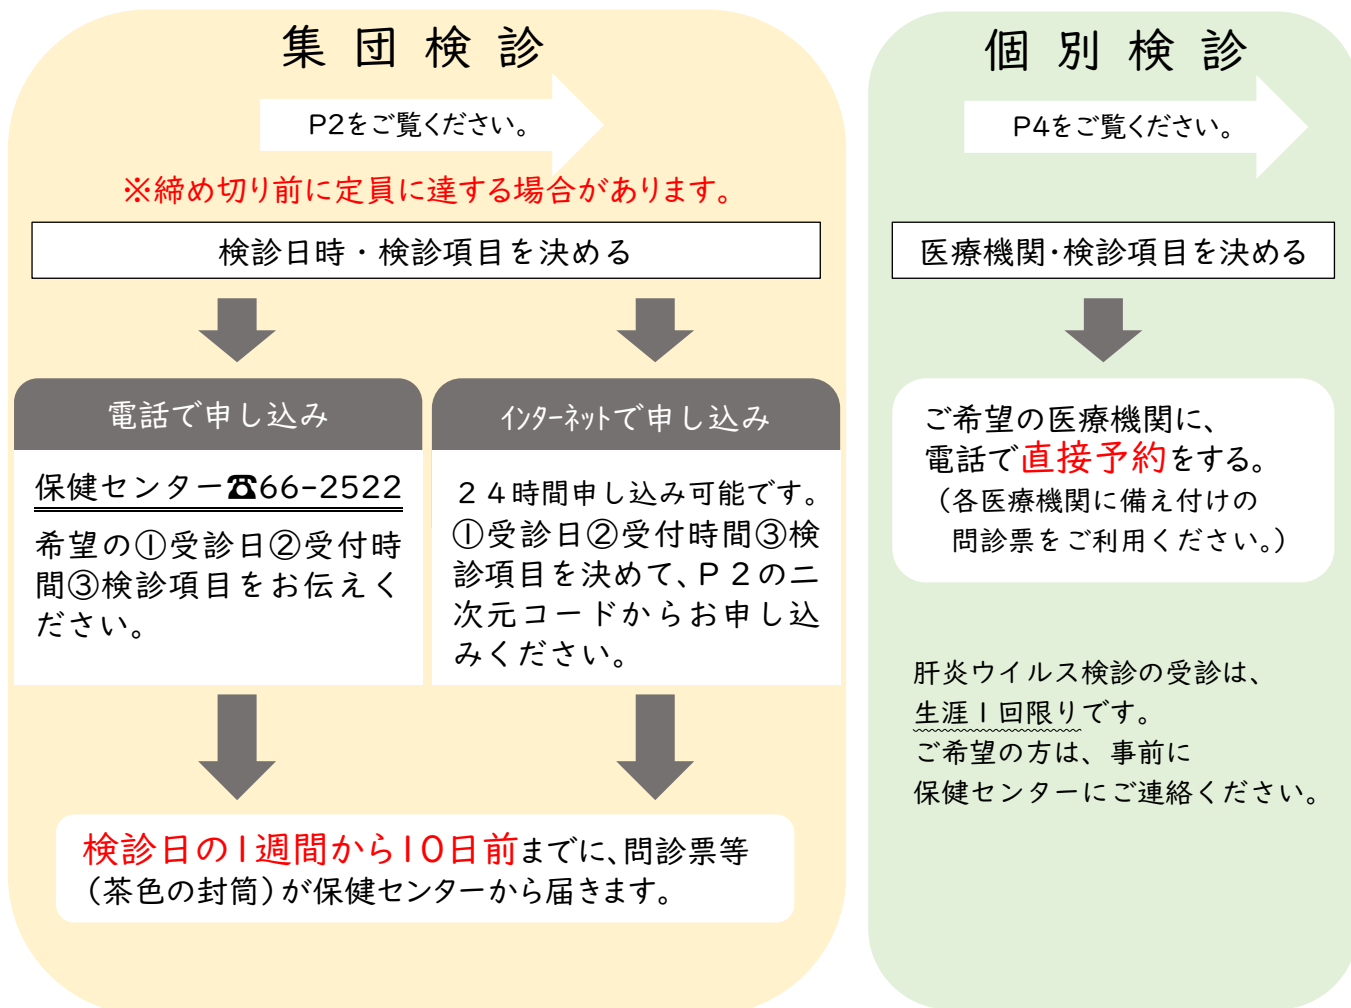 集団検診
P2をご覧ください。
※締め切り前に定員に達する場合があります。
検診日時・検診項目を決める
電話で申し込み
保健センター☎66-2522
希望の①受診日②受付時
間③検診項目をお伝えく
ださい。
インターネットで申し込み
24時間申し込み可能です。
①受診日②受付時間③検
診項目を決めて、P2の二
次元コードからお申し込
みください。
検診日の1週間から10日前までに、問診票等
（茶色の封筒）が保健センターから届きます。
個別検診
P4をご覧ください。
医療機関・検診項目を決める
ご希望の医療機関に、
電話で直接予約をする。
（各医療機関に備え付けの
問診票をご利用ください。）
肝炎ウイルス検診の受診は、
生涯1回限りです。
ご希望の方は、事前に
保健センターにご連絡ください。